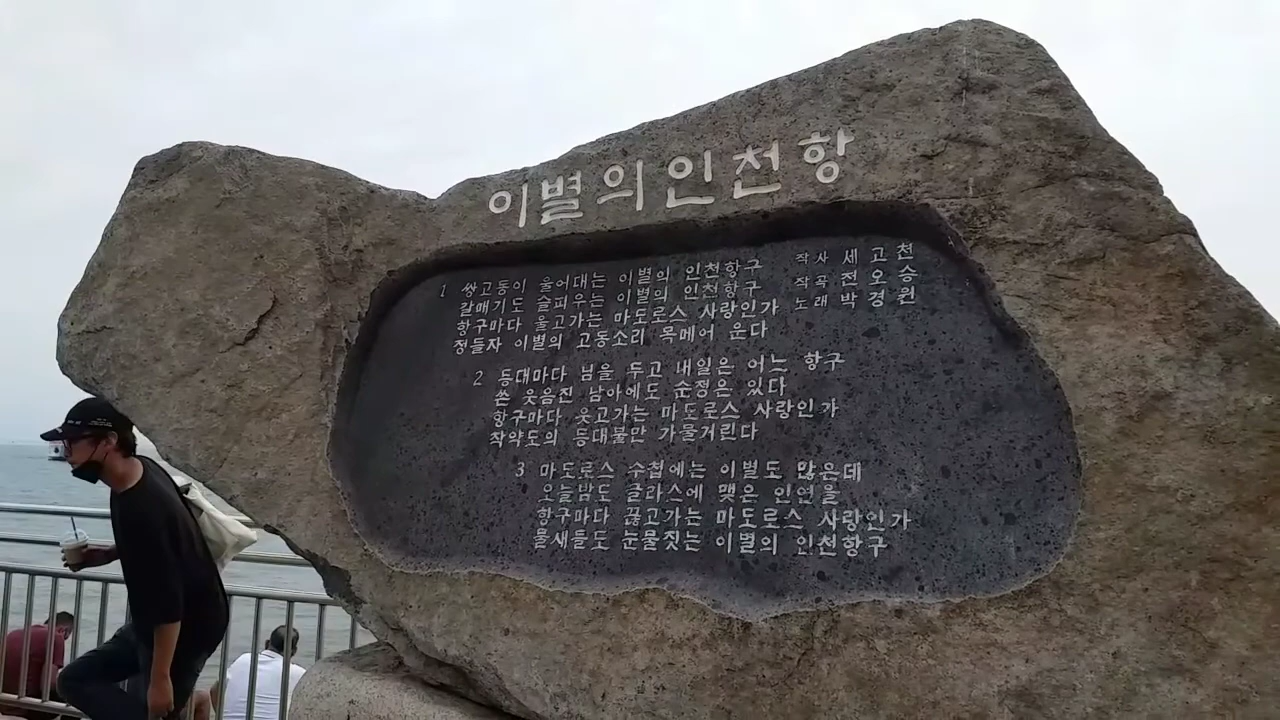 이별의인천항
작사 세고천
작곡 전오승
노래 박경원
1 쌍고동이 울어대는 이별의 인천항구
갈매기도 슬피우는 이별의 인천항구
항구마다 울고가는 마도로스 사랑인가
정들자 이별의 고동소리 목메어 운다
2 등대마다 님을 두고 내일은 어느 항구
쓴 웃음진 남아에도 순정은 있다
항구마다 웃고가는 마도로스 사랑인가
작약도의 등대불만 가물거린다
3 마도로스 수첩에는 이별도 많은데
오늘밤도 글라스에 맺은 인연을
항구마다 끊고가는 마도로스 사랑인가
물새들도 눈물짓는 이별의 인천항구